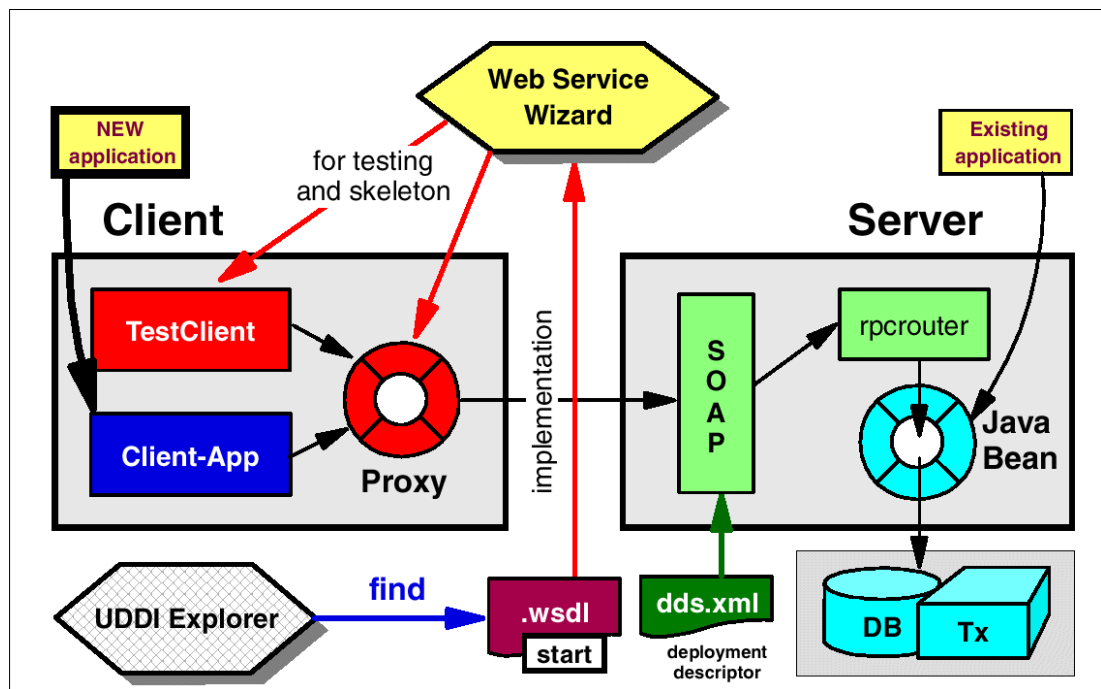 Web Service
Wizard
NEW
application
Existing
application
for testing
and skeleton
Client
Server
TestClient
Client-App
Proxy
implementation
S
O
A
P
rpcrouter
Java
Bean
UDDI Explorer
find
.wsdl
start
dds.xml
deployment
descriptor
DB
Tx